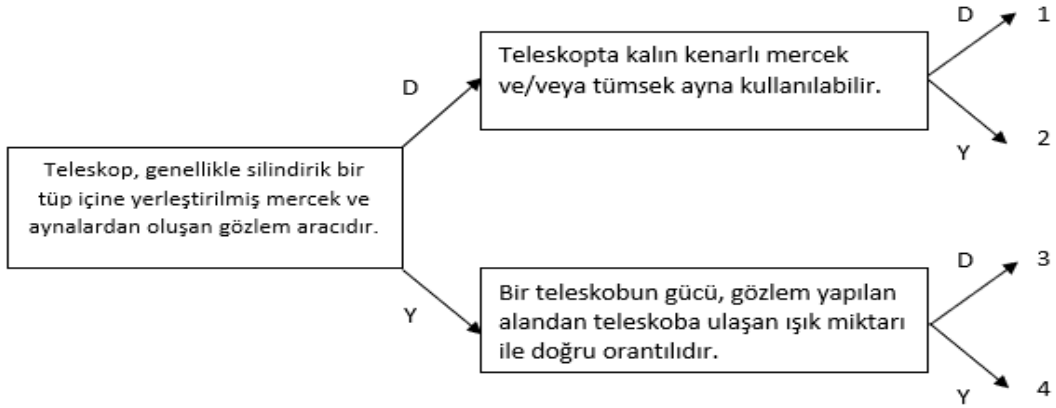 Teleskop, genellikle silindirik bir
tüp içine yerleştirilmiş mercek ve
aynalardan oluşan gözlem aracıdır.
D
Y
Teleskopta kalın kenarlı mercek
ve/veya tümsek ayna kullanılabilir.
D
1
Y
2
Bir teleskobun gücü, gözlem yapılan
alandan teleskoba ulaşan ışık miktarı
ile doğru orantılıdır.
D
3
Y
4